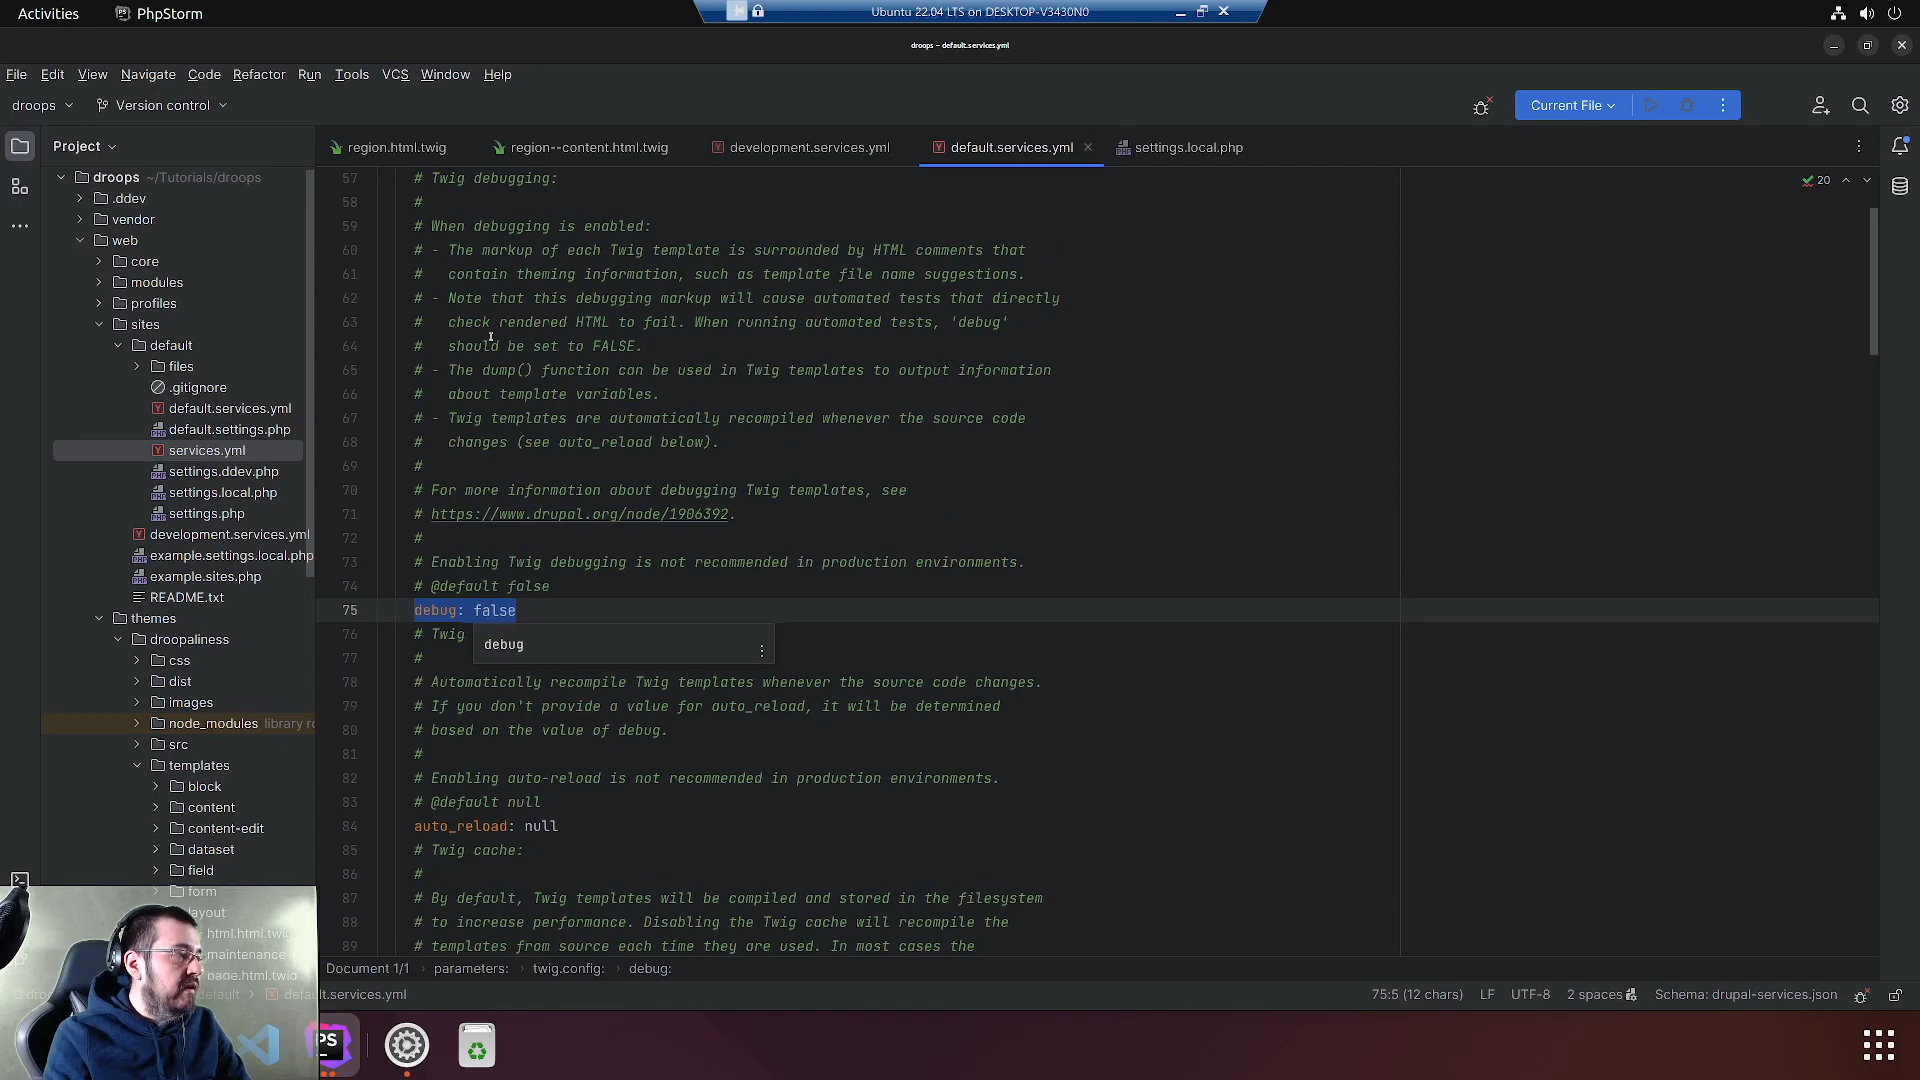 Activities
PhpStorm
Ubuntu 22.04 LTS on DESKTOP-V3430N0
droops – default.services.yml
File Edit View Navigate Code Refactor Run Tools VCS Window Help
droops
Version control
Current File
Project
region.html.twig
region--content.html.twig
development.services.yml
default.services.yml
settings.local.php
droops ~/Tutorials/droops
.ddev
vendor
web
core
modules
profiles
sites
default
files
.gitignore
default.services.yml
default.settings.php
services.yml
settings.ddev.php
settings.local.php
settings.php
development.services.yml
example.settings.local.php
example.sites.php
README.txt
themes
droopaliness
css
dist
images
node_modules library ro
src
templates
block
content
content-edit
dataset
field
form
layout
html.html.twig
maintenance-
page.html.twig
20
57 # Twig debugging:
58 #
59 # When debugging is enabled:
60 # - The markup of each Twig template is surrounded by HTML comments that
61 #   contain theming information, such as template file name suggestions.
62 # - Note that this debugging markup will cause automated tests that directly
63 #   check rendered HTML to fail. When running automated tests, 'debug'
64 #   should be set to FALSE.
65 # - The dump() function can be used in Twig templates to output information
66 #   about template variables.
67 # - Twig templates are automatically recompiled whenever the source code
68 #   changes (see auto_reload below).
69 #
70 # For more information about debugging Twig templates, see
71 # https://www.drupal.org/node/1906392.
72 #
73 # Enabling Twig debugging is not recommended in production environments.
74 # @default false
75 debug: false
76 # Twig
debug
77 #
78 # Automatically recompile Twig templates whenever the source code changes.
79 # If you don't provide a value for auto_reload, it will be determined
80 # based on the value of debug.
81 #
82 # Enabling auto-reload is not recommended in production environments.
83 # @default null
84 auto_reload: null
85 # Twig cache:
86 #
87 # By default, Twig templates will be compiled and stored in the filesystem
88 # to increase performance. Disabling the Twig cache will recompile the
89 # templates from source each time they are used. In most cases the
Document 1/1 › parameters: › twig.config: › debug:
default › default.services.yml
75:5 (12 chars) LF UTF-8 2 spaces Schema: drupal-services.json
PS